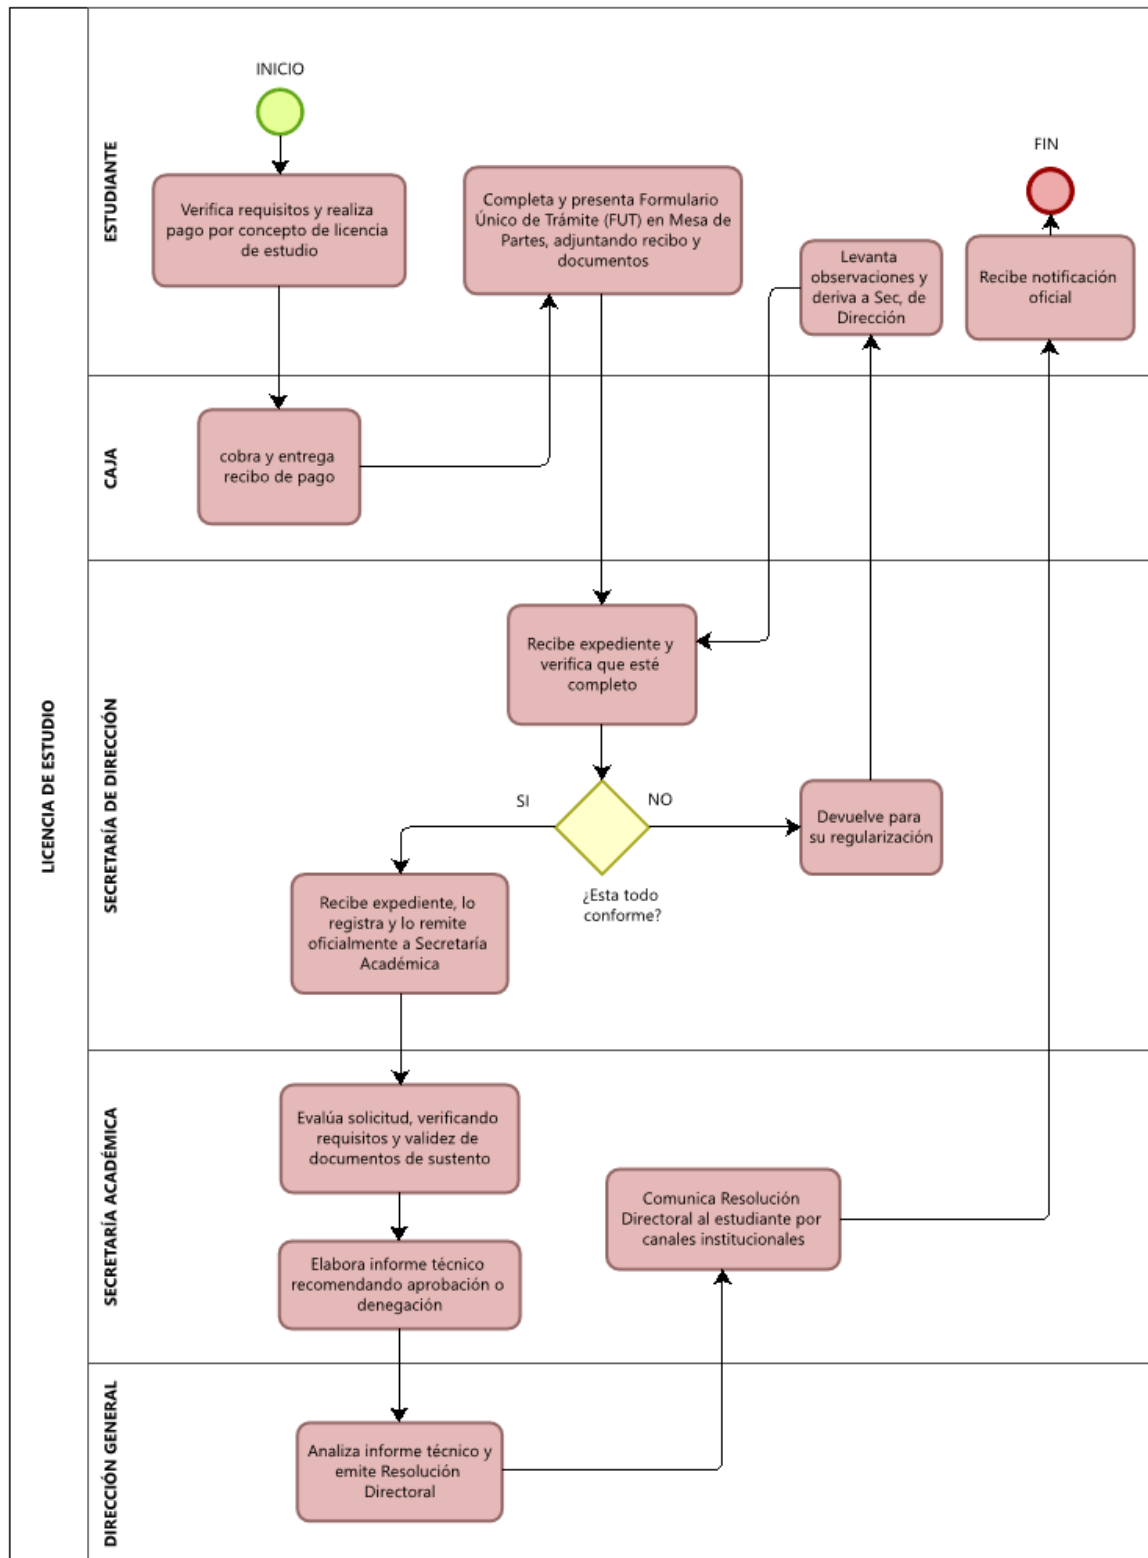 LICENCIA DE ESTUDIO
ESTUDIANTE
INICIO
Verifica requisitos y realiza
pago por concepto de licencia
de estudio
Completa y presenta Formulario
Único de Trámite (FUT) en Mesa de
Partes, adjuntando recibo y
documentos
Levanta
observaciones y
deriva a Sec, de
Dirección
FIN
Recibe notificación
oficial
CAJA
cobra y entrega
recibo de pago
SECRETARÍA DE DIRECCIÓN
Recibe expediente y
verifica que esté
completo
SI
NO
¿Esta todo
conforme?
Devuelve para
su regularización
Recibe expediente, lo
registra y lo remite
oficialmente a Secretaría
Académica
SECRETARÍA ACADÉMICA
Evalúa solicitud, verificando
requisitos y validez de
documentos de sustento
Elabora informe técnico
recomendando aprobación o
denegación
Comunica Resolución
Directoral al estudiante por
canales institucionales
DIRECCIÓN GENERAL
Analiza informe técnico y
emite Resolución
Directoral